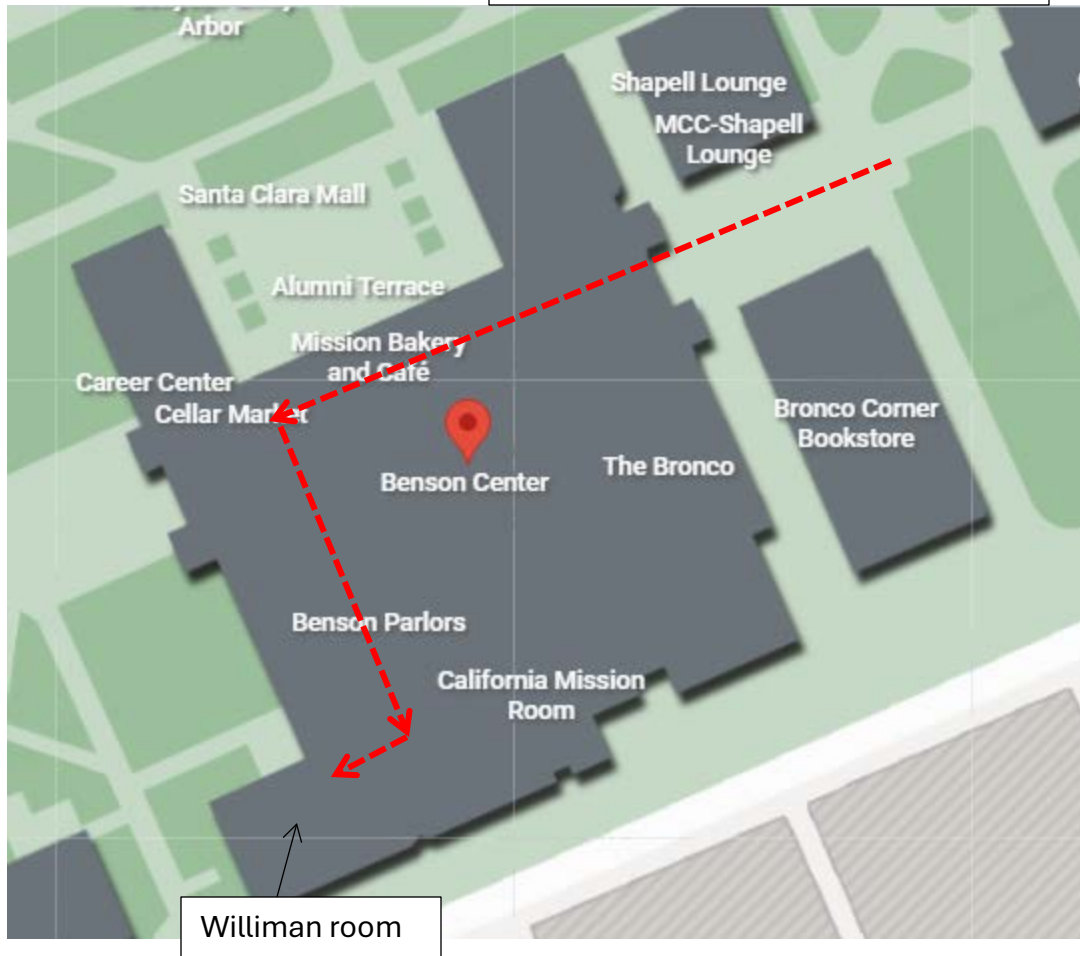 Arbor
Shapell Lounge
MCC-Shapell
Lounge
Santa Clara Mall
Alumni Terrace
Mission Bakery
and Café
Career Center
Cellar Market
Bronco Corner
Bookstore
The Bronco
Benson Center
Benson Parlors
California Mission
Room
Williman room